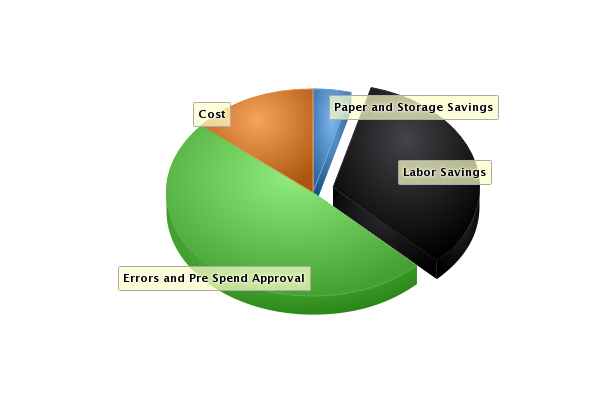 Paper and Storage Savings
Cost
Labor Savings
Errors and Pre Spend Approval